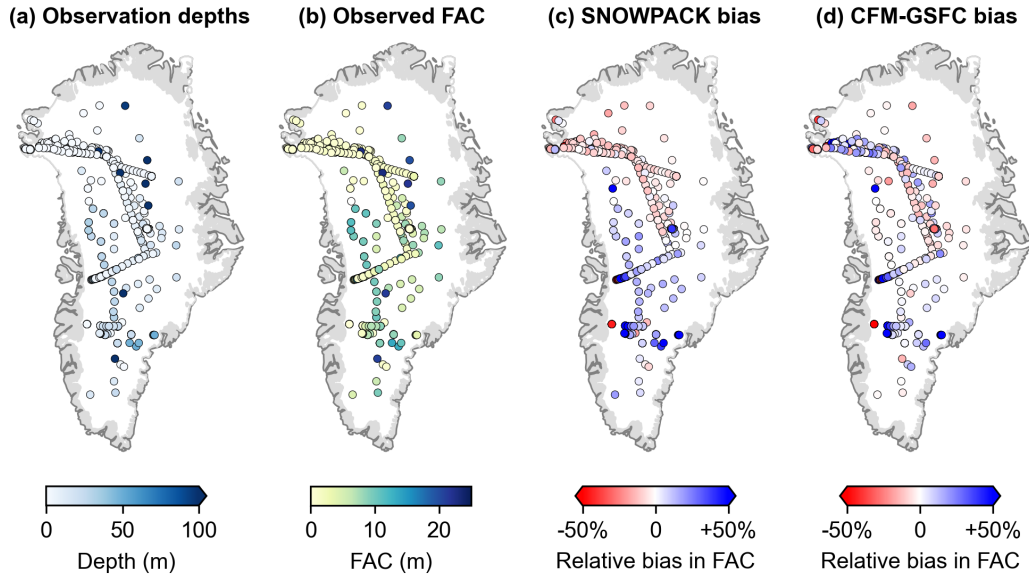 (a) Observation depths
(b) Observed FAC
(c) SNOWPACK bias
(d) CFM-GSFC bias
0 50 100
Depth (m)
0 10 20
FAC (m)
-50% 0 +50%
Relative bias in FAC
-50% 0 +50%
Relative bias in FAC